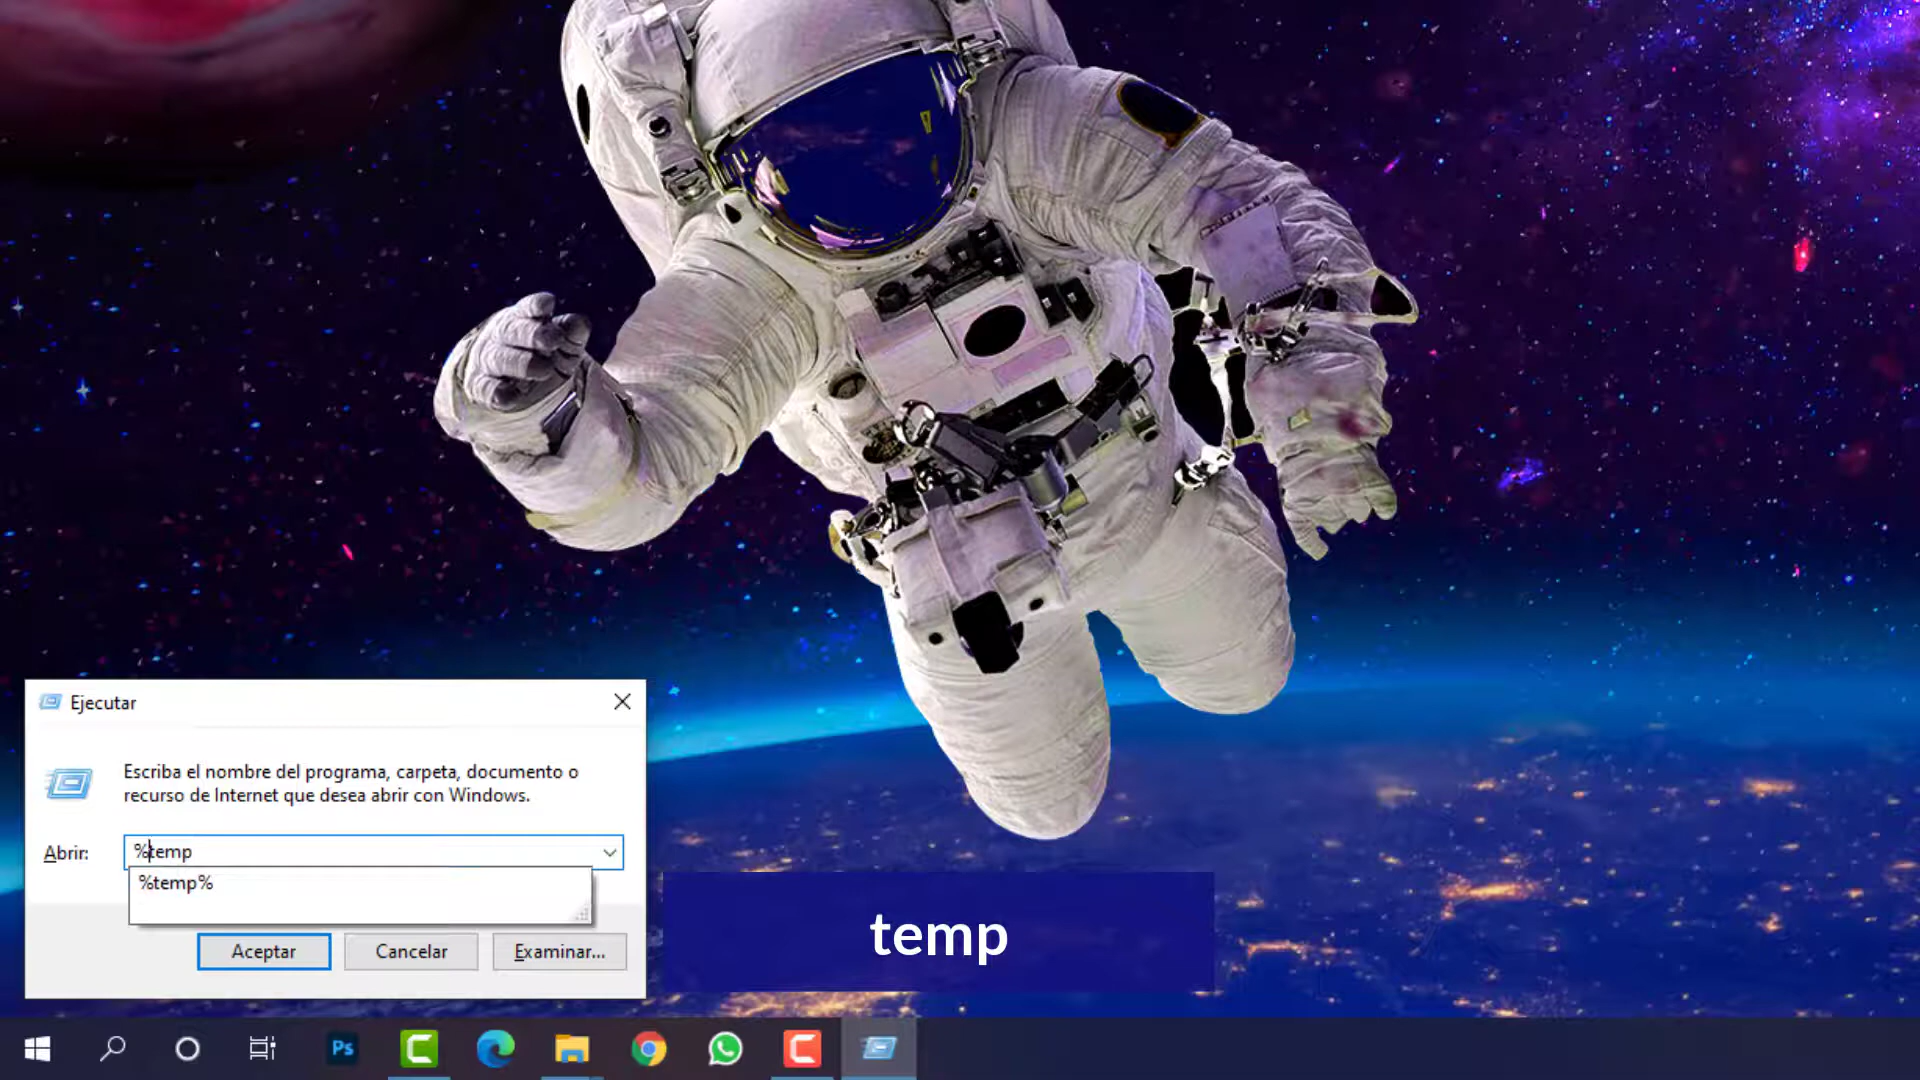 Ejecutar
Escriba el nombre del programa, carpeta, documento o
recurso de Internet que desea abrir con Windows.
Abrir:
%temp
%temp%
Aceptar
Cancelar
Examinar...
temp
Ps